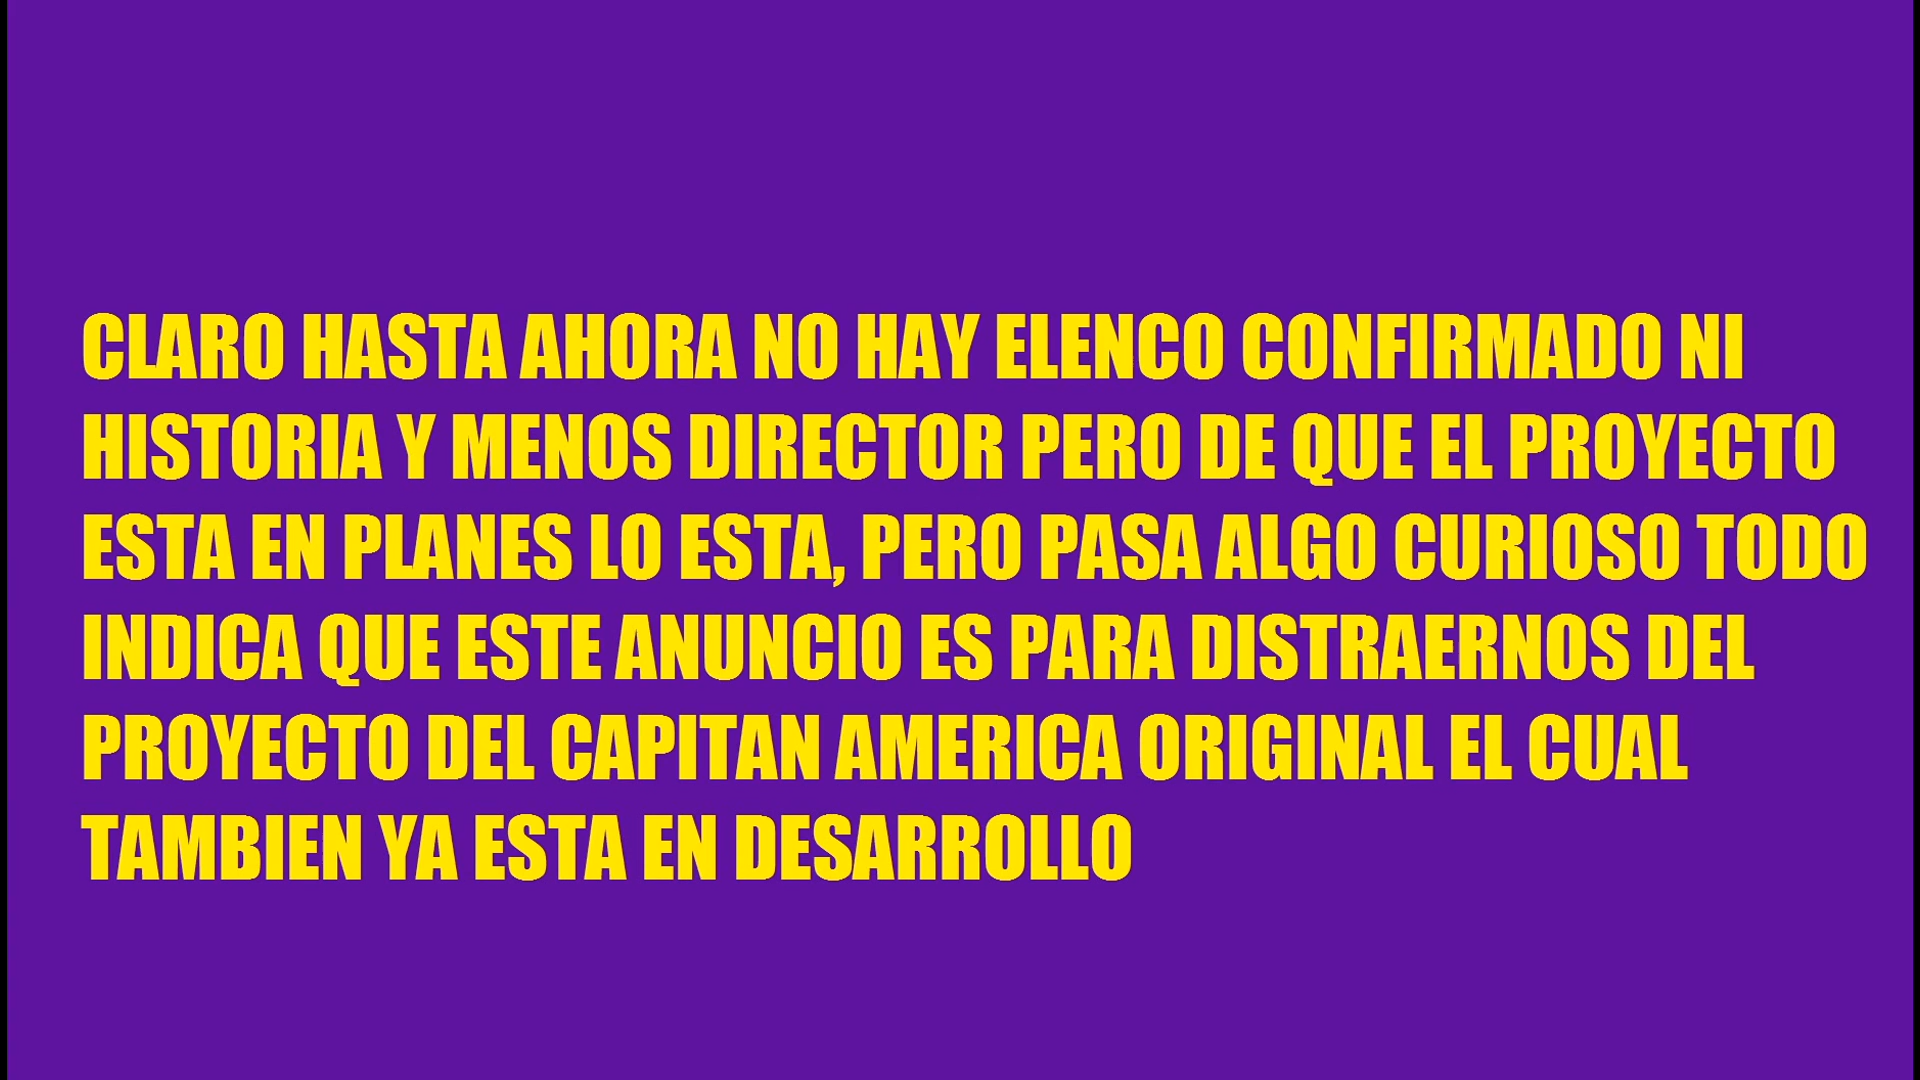 CLARO HASTA AHORA NO HAY ELENCO CONFIRMADO NI
HISTORIA Y MENOS DIRECTOR PERO DE QUE EL PROYECTO
ESTA EN PLANES LO ESTA, PERO PASA ALGO CURIOSO TODO
INDICA QUE ESTE ANUNCIO ES PARA DISTRAERNOS DEL
PROYECTO DEL CAPITAN AMERICA ORIGINAL EL CUAL
TAMBIEN YA ESTA EN DESARROLLO